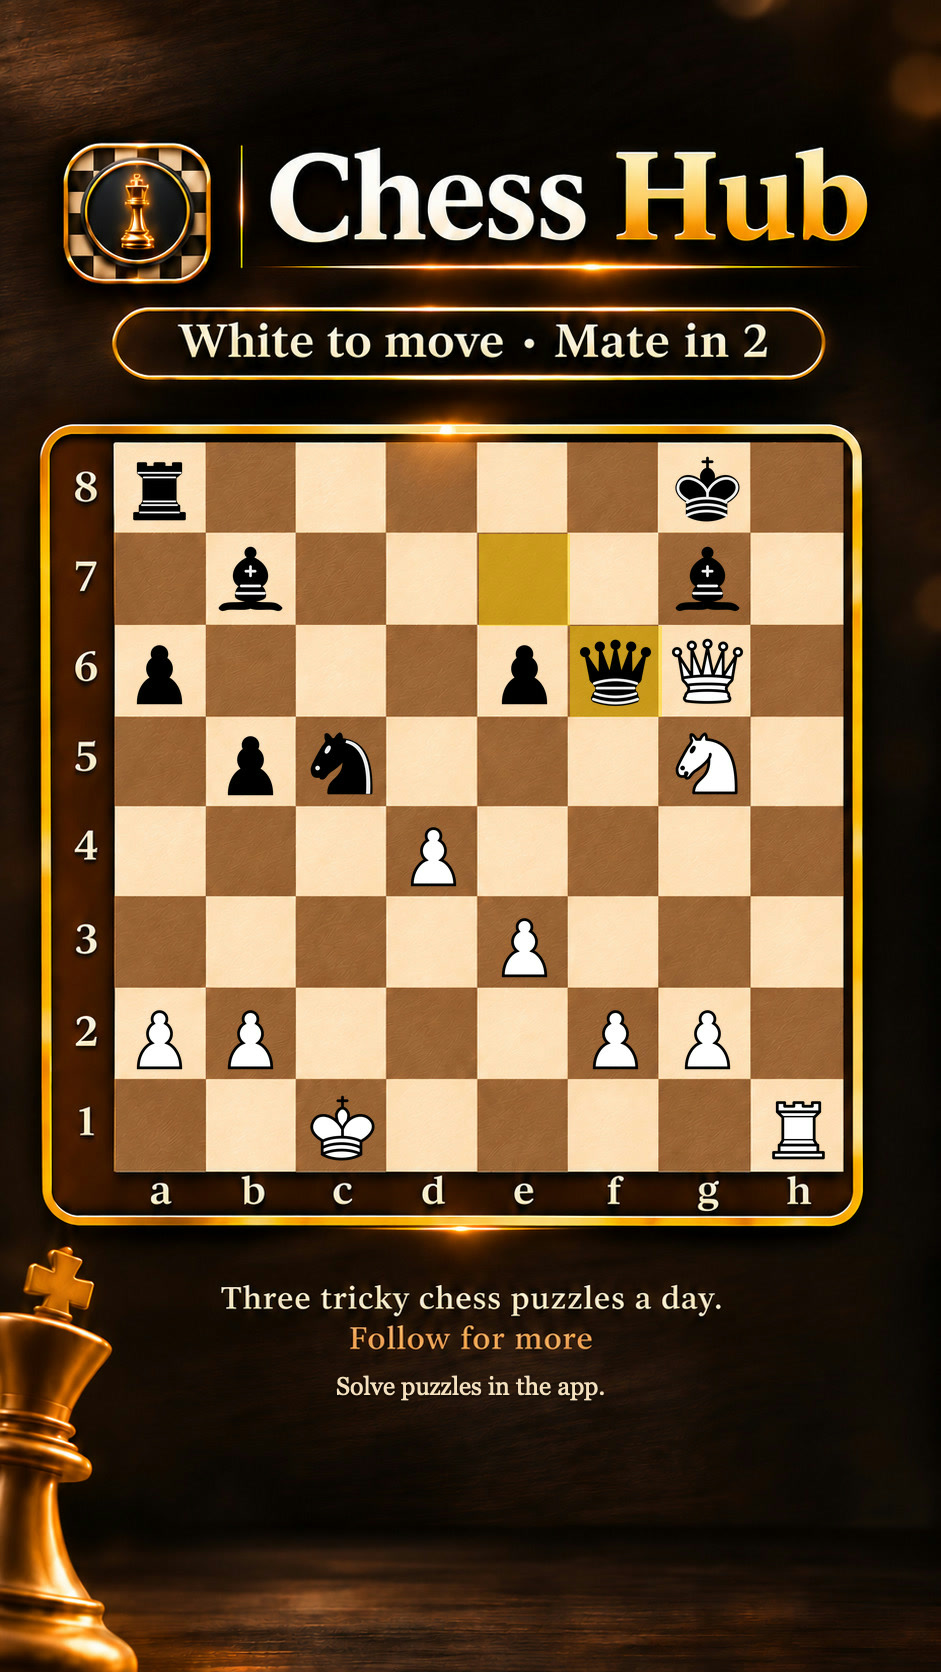 Chess Hub
White to move • Mate in 2
8
7
6
5
4
3
2
1
a b c d e f g h
Three tricky chess puzzles a day.
Follow for more
Solve puzzles in the app.